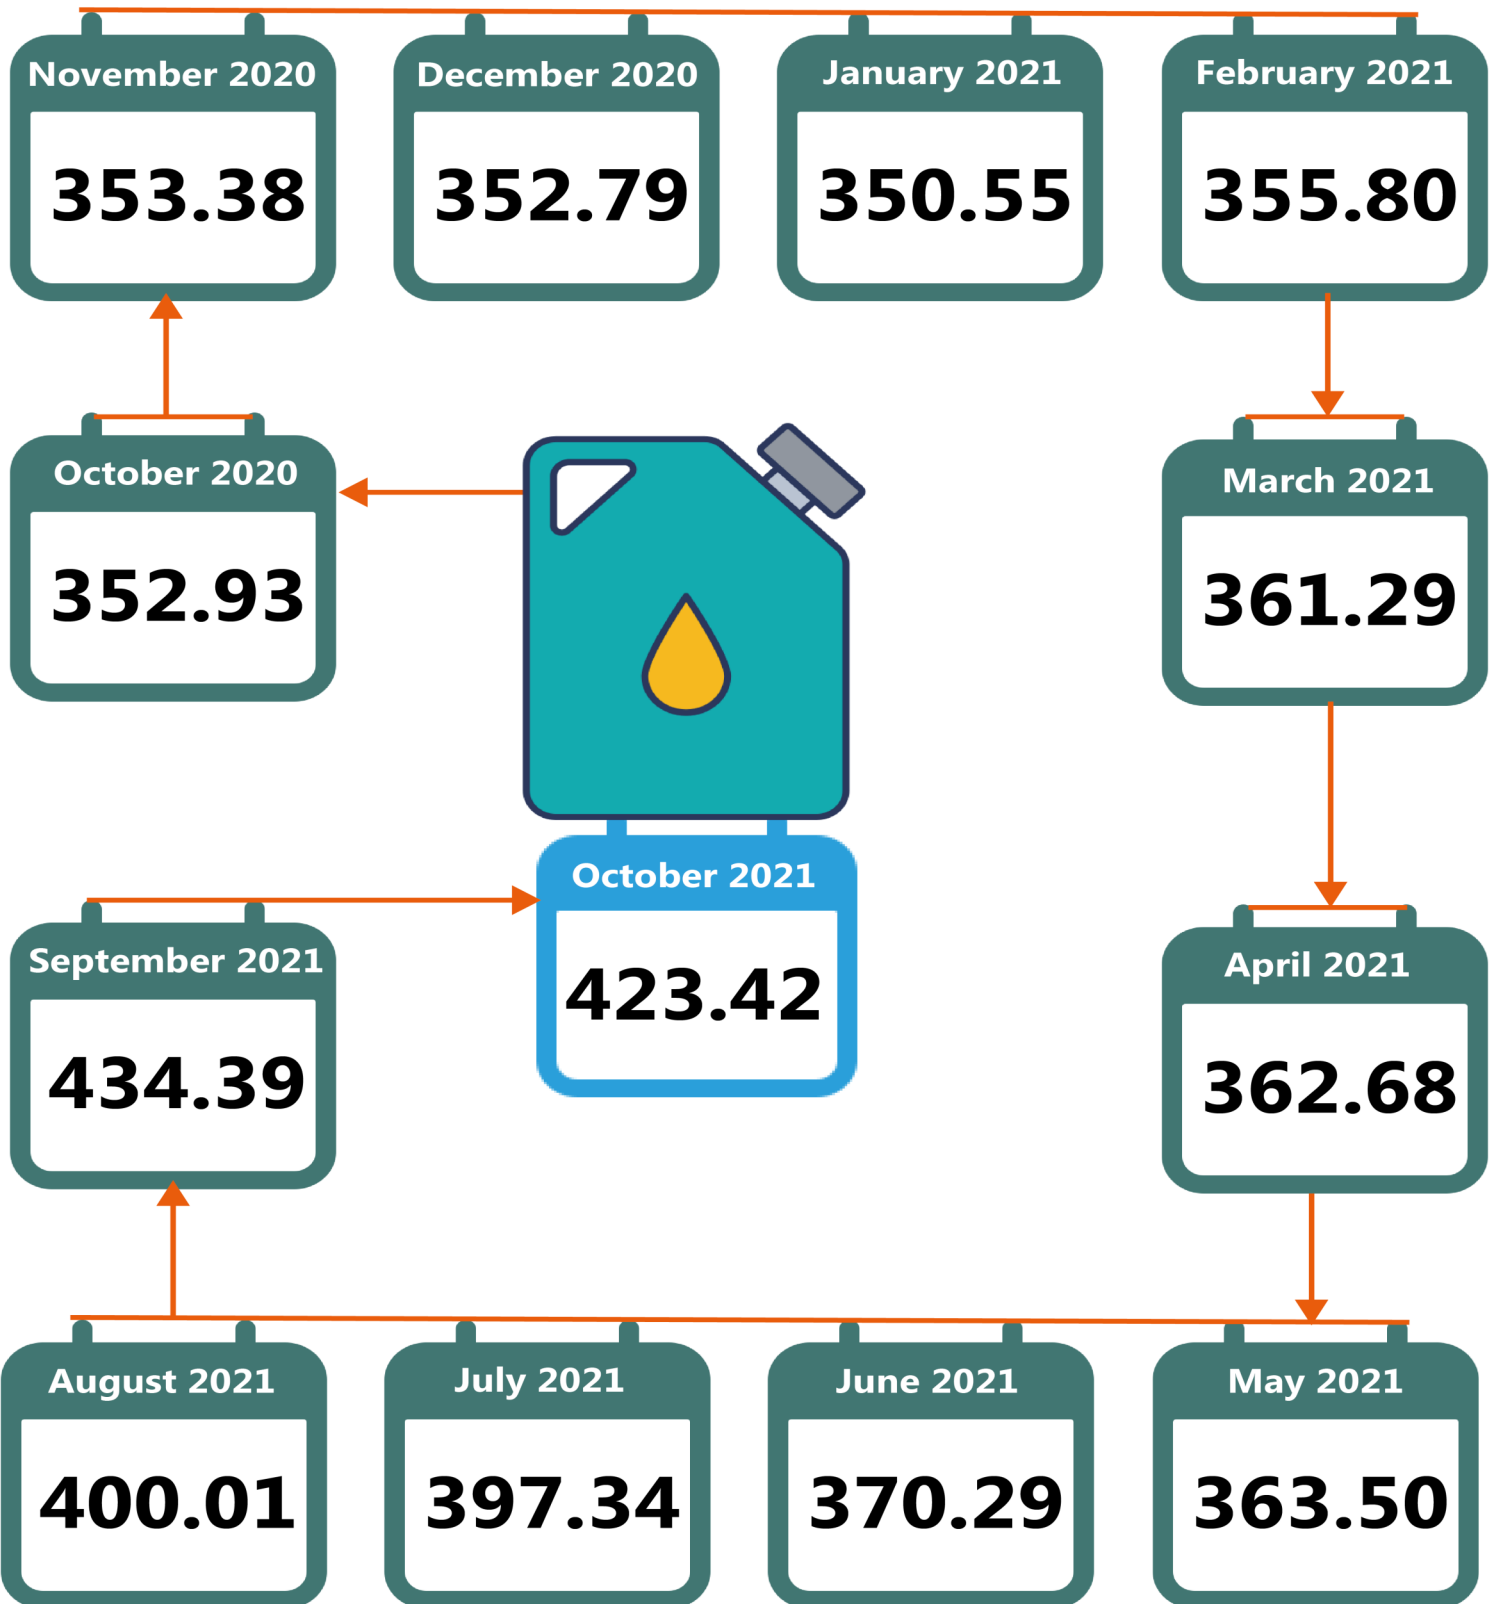 November 2020
353.38
December 2020
352.79
January 2021
350.55
February 2021
355.80
October 2020
352.93
March 2021
361.29
October 2021
423.42
September 2021
434.39
April 2021
362.68
August 2021
400.01
July 2021
397.34
June 2021
370.29
May 2021
363.50